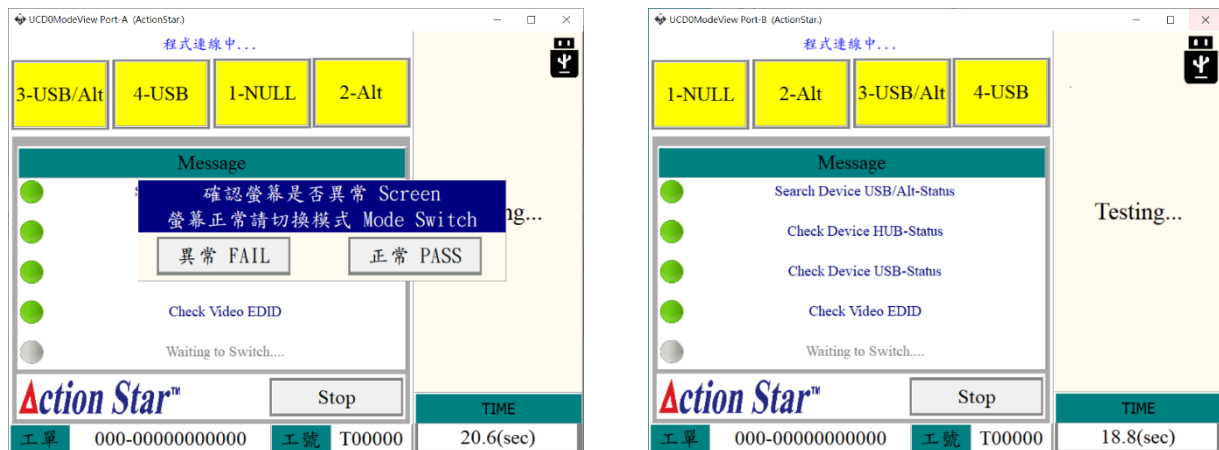 UCD0ModeView Port-A (ActionStar.)
程式連線中...
3-USB/Alt
4-USB
1-NULL
2-Alt
Message
確認螢幕是否異常 Screen
螢幕正常請切換模式 Mode Switch
異常 FAIL
正常 PASS
Check Video EDID
Waiting to Switch....
ng...
Action Star™
Stop
TIME
工單
000-00000000000
工號
T00000
20.6(sec)
UCD0ModeView Port-B (ActionStar.)
程式連線中...
1-NULL
2-Alt
3-USB/Alt
4-USB
Message
Search Device USB/Alt-Status
Check Device HUB-Status
Check Device USB-Status
Check Video EDID
Waiting to Switch....
Testing...
Action Star™
Stop
TIME
工單
000-00000000000
工號
T00000
18.8(sec)